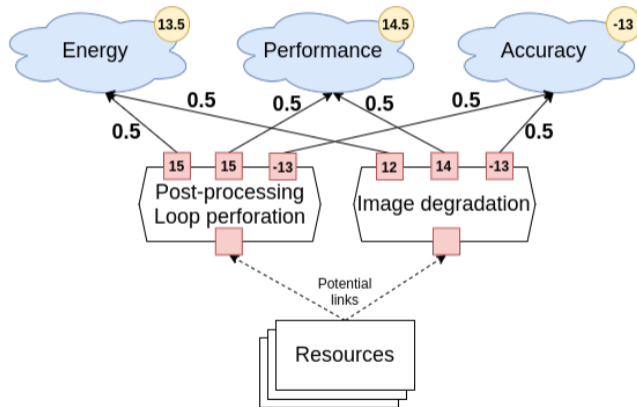 13.5
14.5
-13
Energy
Performance
Accuracy
0.5
0.5
0.5
0.5
0.5
0.5
15
15
-13
12
14
-13
Post-processing
Loop perforation
Image degradation
Potential
links
Resources